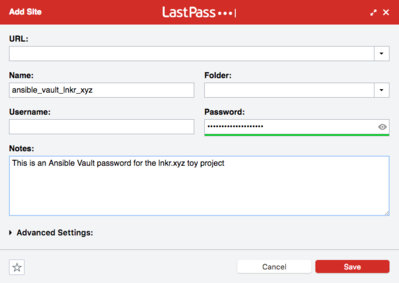 Add Site
LastPass •••|
URL:
Name:
Folder:
ansible_vault_lnkr_xyz
Username:
Password:
••••••••••••••••••••
Notes:
This is an Ansible Vault password for the lnkr.xyz toy project
Advanced Settings:
Cancel
Save